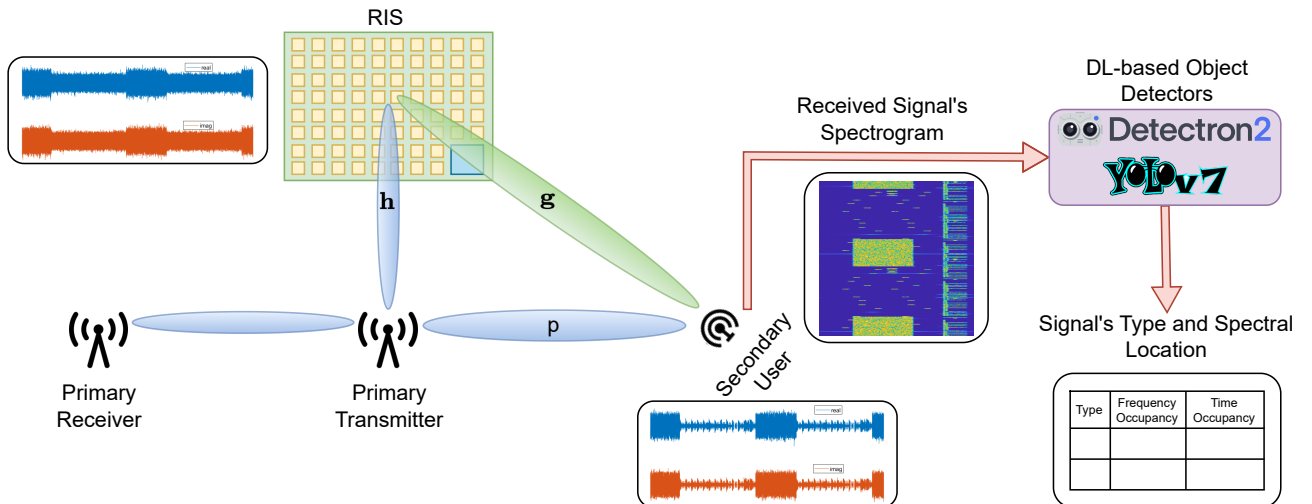 RIS
real
imag
h
g
p
Primary
Receiver
Primary
Transmitter
Secondary
User
real
imag
Received Signal's
Spectrogram
DL-based Object
Detectors
Detectron2
YOLOv7
Signal's Type and Spectral
Location
Type
Frequency
Occupancy
Time
Occupancy